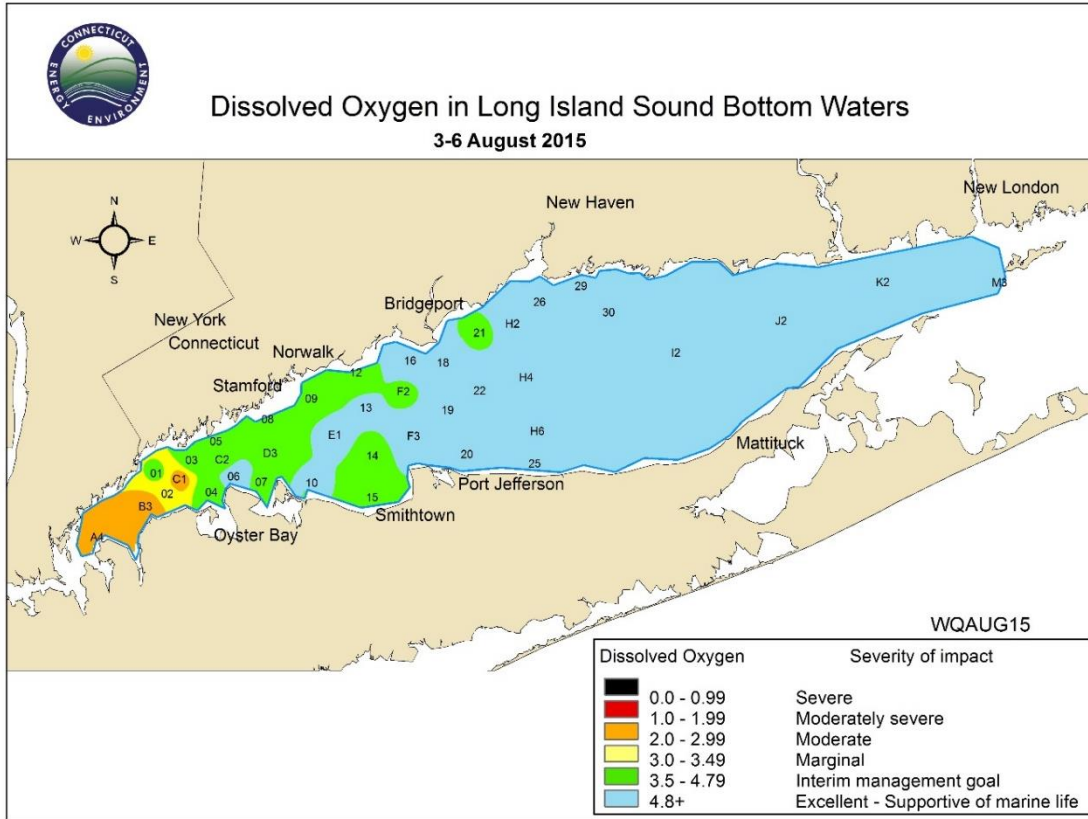 CONNECTICUT
ENERGY
ENVIRONMENT
Dissolved Oxygen in Long Island Sound Bottom Waters
3-6 August 2015
N
W E
S
New London
New Haven
K2
M3
29
26
30
Bridgeport
H2
J2
New York
Connecticut
21
I2
Norwalk
16
18
12
H4
Stamford
F2
22
09
13
19
08
E1
F3
H6
05
D3
14
20
25
Mattituck
03
C2
01
C1
06
07
10
Port Jefferson
02
04
15
B3
Smithtown
A4
Oyster Bay
WQAUG15
Dissolved Oxygen Severity of impact
0.0 - 0.99 Severe
1.0 - 1.99 Moderately severe
2.0 - 2.99 Moderate
3.0 - 3.49 Marginal
3.5 - 4.79 Interim management goal
4.8+ Excellent - Supportive of marine life